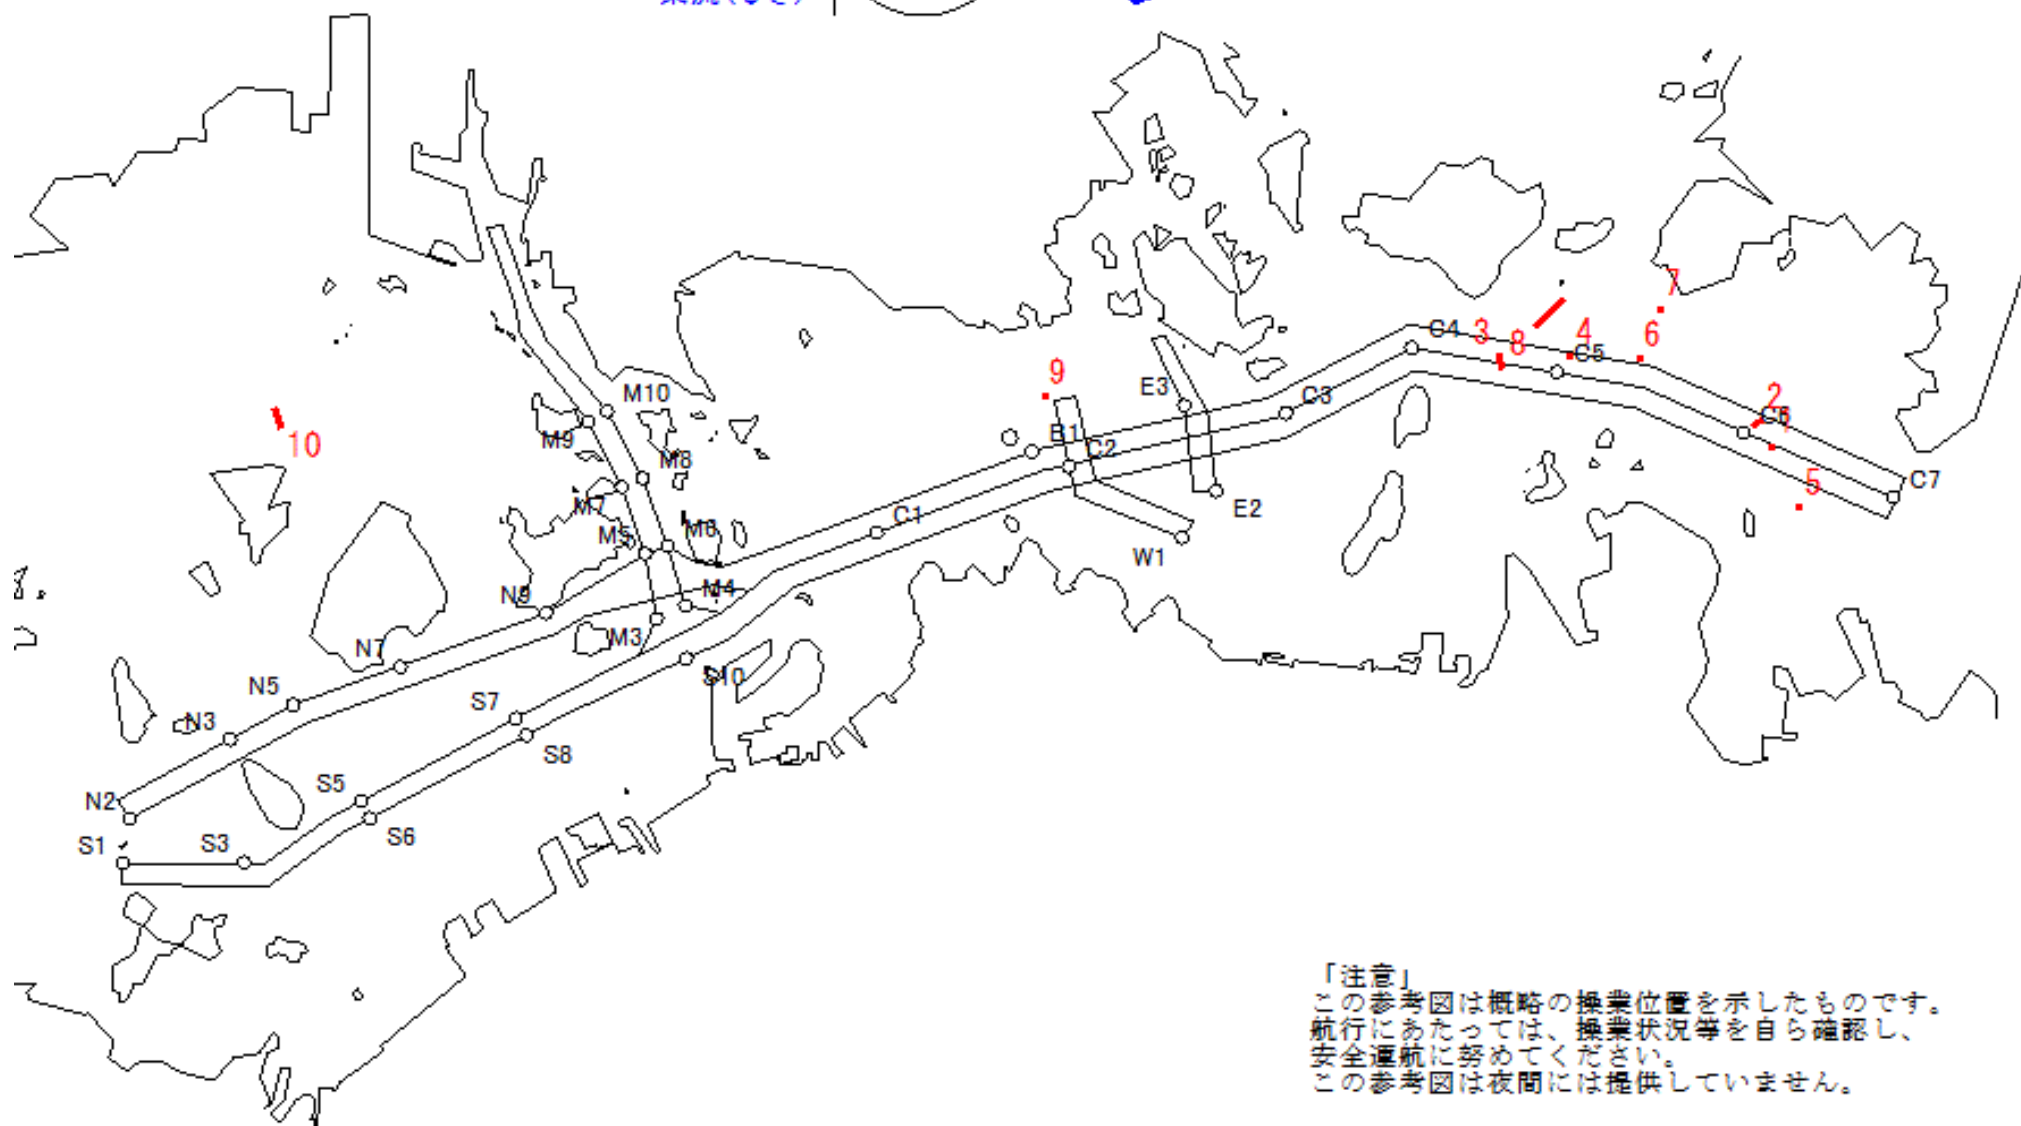 C4
7
3
8
4
C5
6
9
E3
C3
2
C6
1
M10
M9
B1
C2
10
M8
M7
C7
5
E2
M5
M6
C1
W1
N9
M4
M3
N7
S10
N5
S7
N3
S8
S5
N2
S6
S1
S3
「注意」
この参考図は概略の操業位置を示したものです。
航行にあたっては、操業状況等を自ら確認し、
安全運航に努めてください。
この参考図は夜間には提供していません。